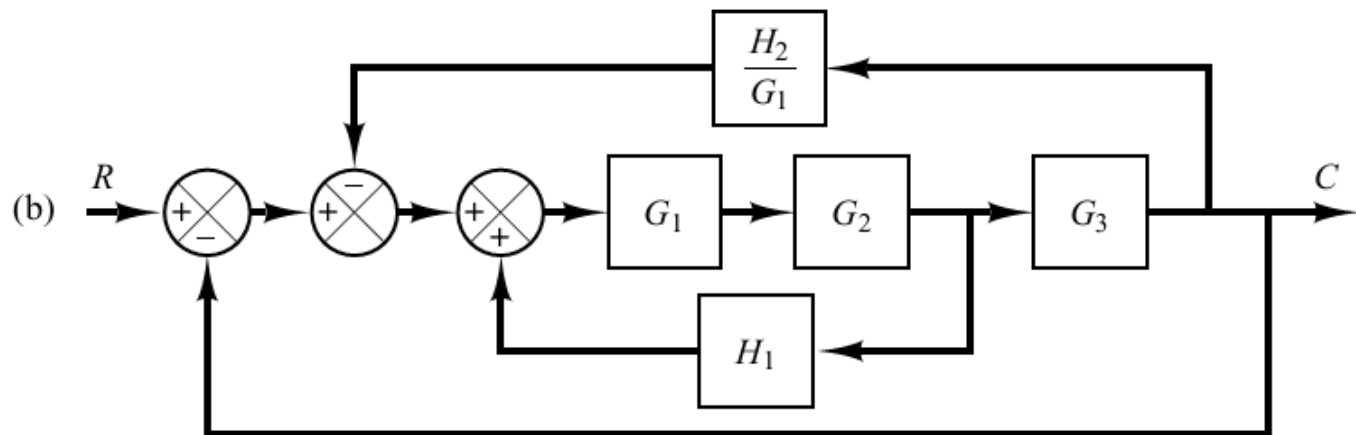 H₂
G₁
(b) R + − + − + + G₁ G₂ G₃ C
H₁